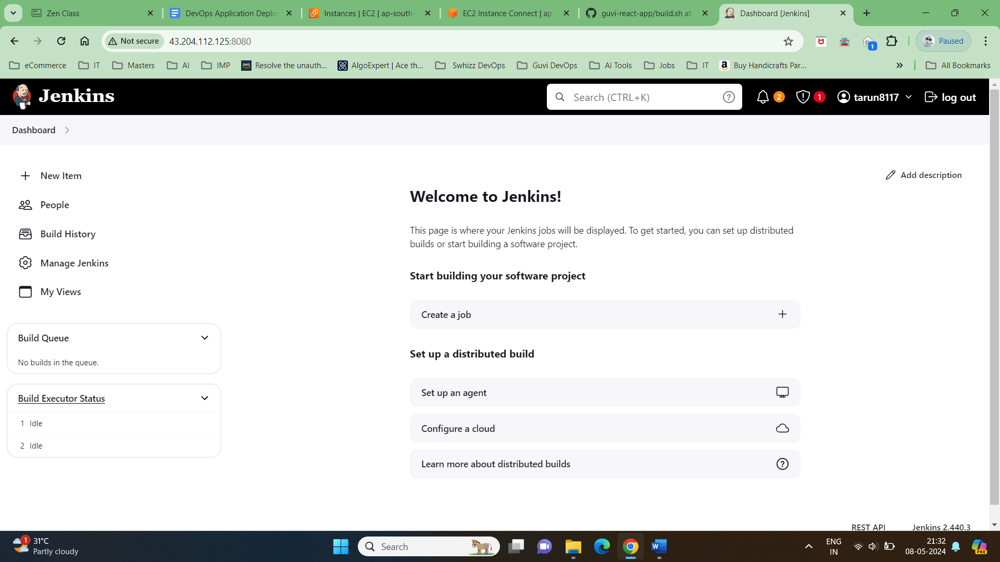 Zen Class
DevOps Application Deplo
Instances | EC2 | ap-south-
EC2 Instance Connect | ap-
guvi-react-app/build.sh at
Dashboard [Jenkins]
Not secure
43.204.112.125:8080
1
Paused
eCommerce
IT
Masters
AI
IMP
aws
Resolve the unauth...
AlgoExpert | Ace th...
Swhizz DevOps
Guvi DevOps
AI Tools
Jobs
IT
a
Buy Handicrafts Par...
All Bookmarks
Jenkins
Search (CTRL+K)
?
2
1
tarun8117
log out
Dashboard
New Item
People
Build History
Manage Jenkins
My Views
Add description
Welcome to Jenkins!
This page is where your Jenkins jobs will be displayed. To get started, you can set up distributed
builds or start building a software project.
Start building your software project
Create a job
Set up a distributed build
Set up an agent
Configure a cloud
Learn more about distributed builds
?
Build Queue
No builds in the queue.
Build Executor Status
1 Idle
2 Idle
REST API
Jenkins 2.440.3
1
31°C
Partly cloudy
Search
W
ENG
IN
21:32
08-05-2024
PRE